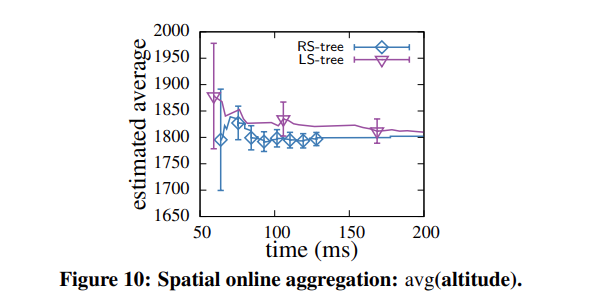 2000
1950
1900
1850
1800
1750
1700
1650
estimated average
RS-tree
LS-tree
50 100 150 200
time (ms)
Figure 10: Spatial online aggregation: avg(altitude).